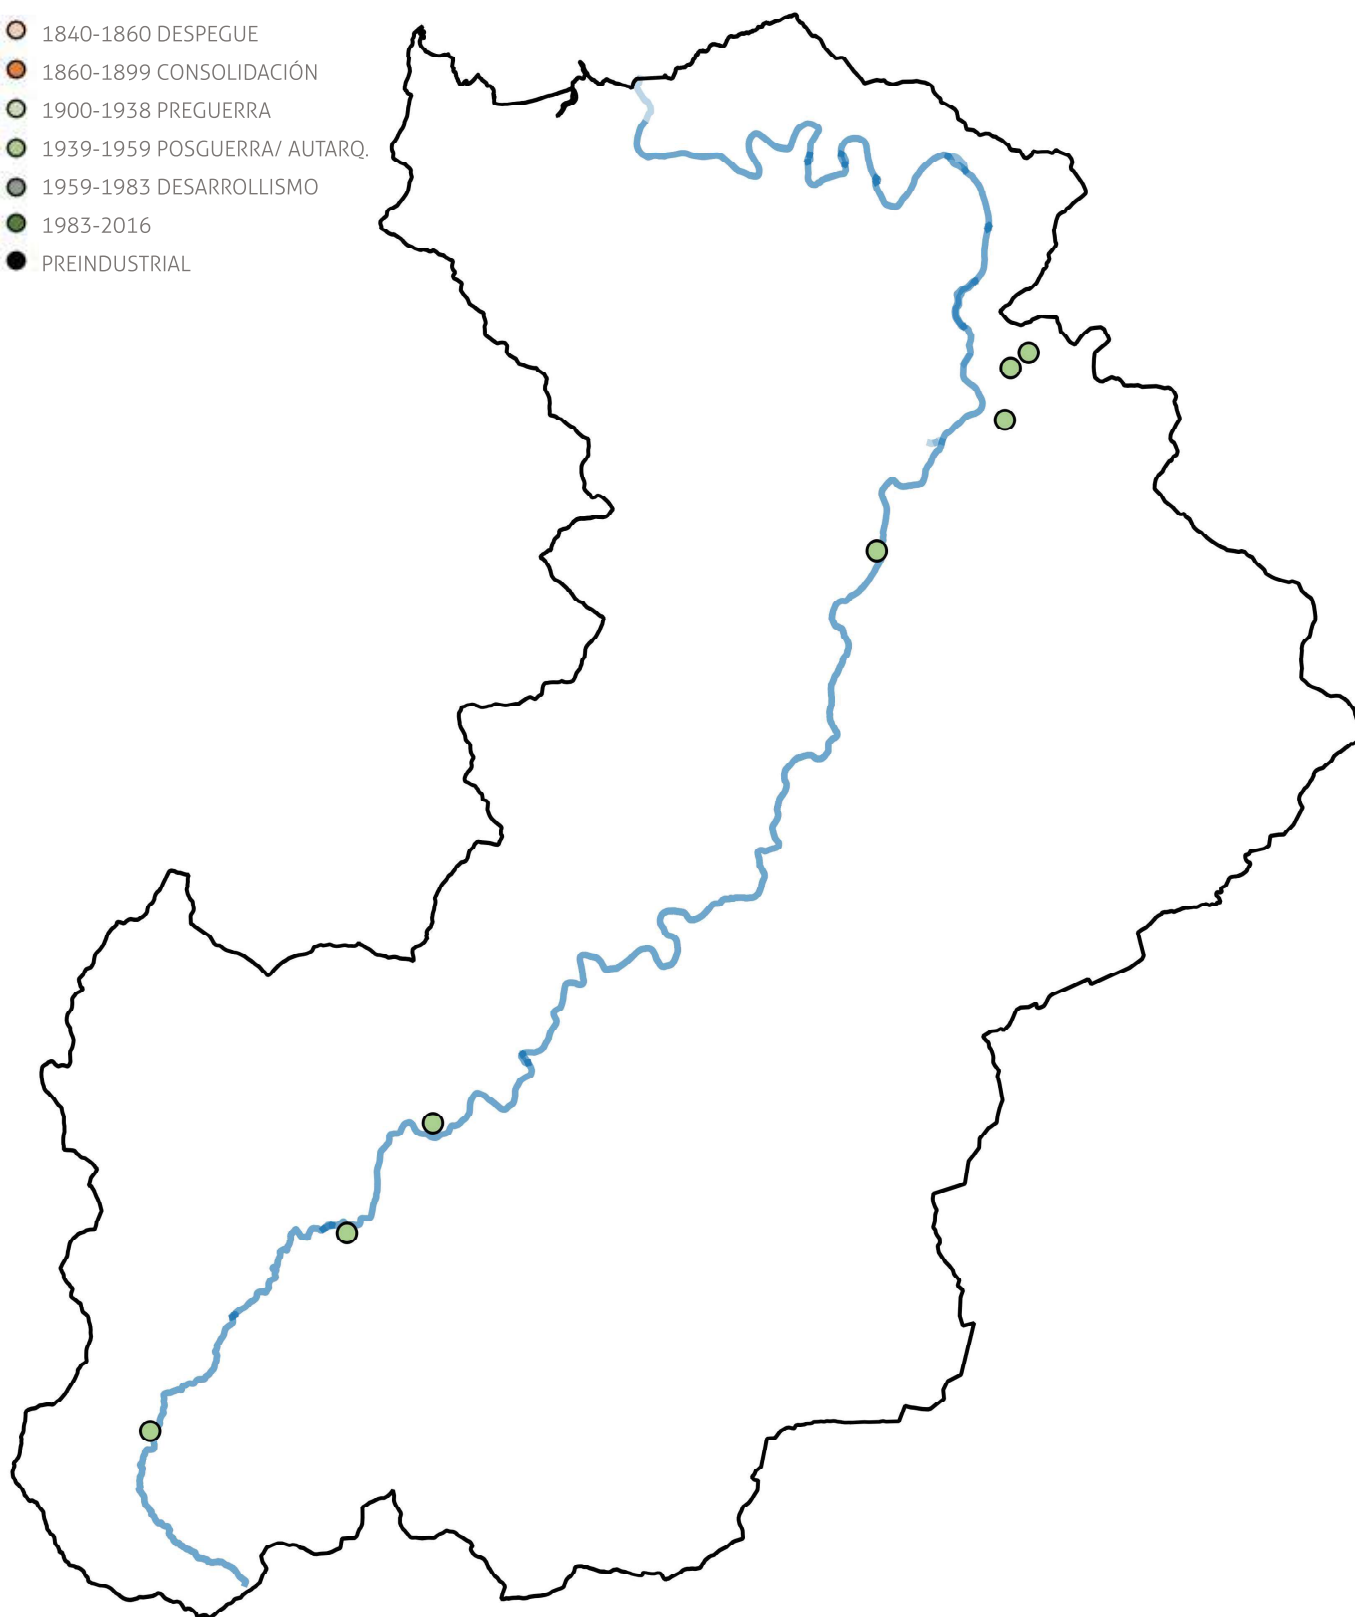 1840-1860 DESPEGUE
1860-1899 CONSOLIDACIÓN
1900-1938 PREGUERRA
1939-1959 POSGUERRA/ AUTARQ.
1959-1983 DESARROLLISMO
1983-2016
PREINDUSTRIAL